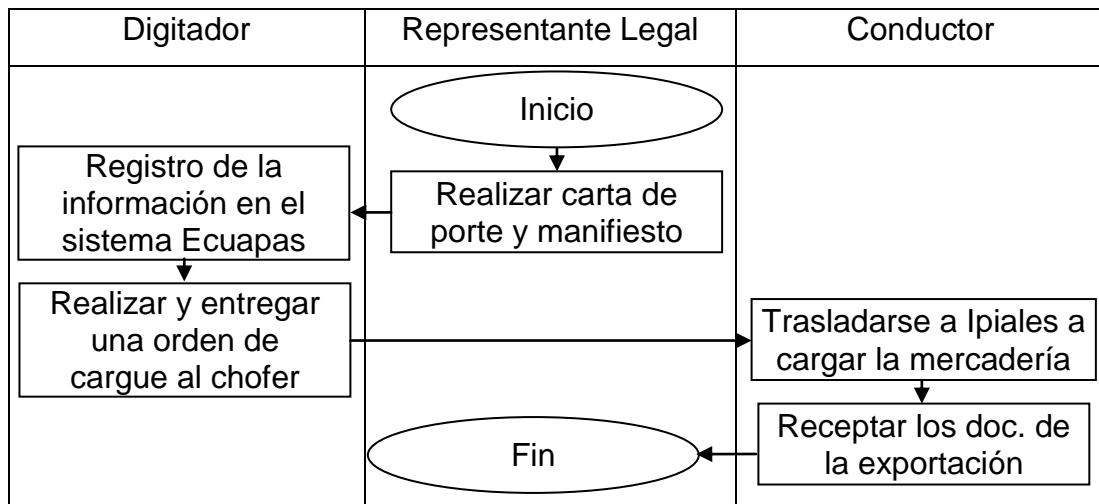 Digitador
Representante Legal
Conductor
Inicio
Realizar carta de
porte y manifiesto
Registro de la
información en el
sistema Ecuapas
Realizar y entregar
una orden de
cargue al chofer
Trasladarse a Ipiales a
cargar la mercadería
Receptar los doc. de
la exportación
Fin